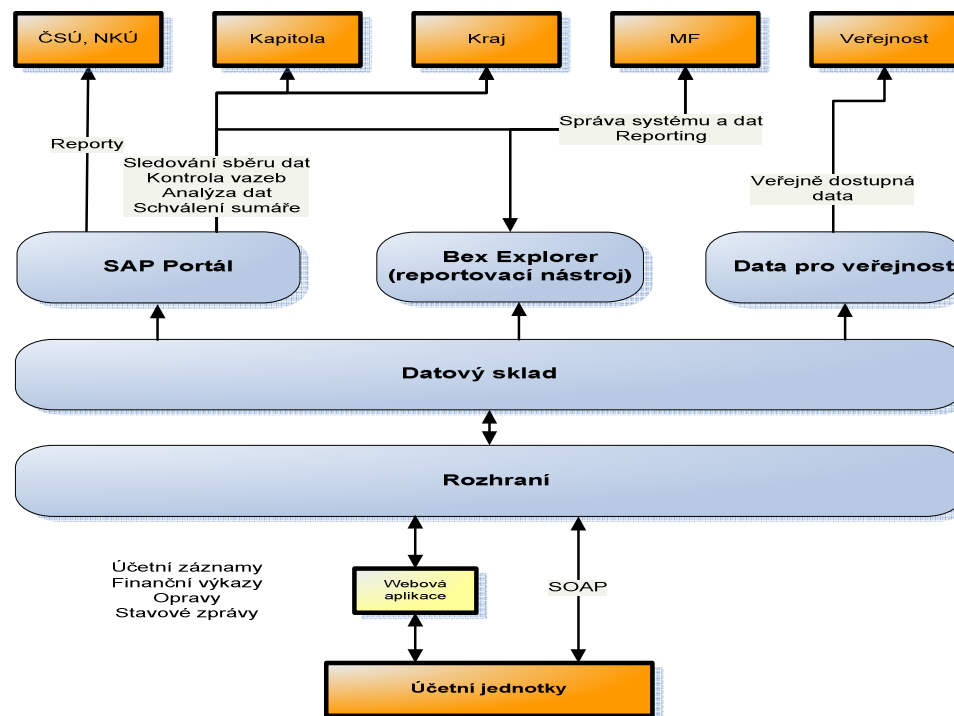 ČSÚ, NKÚ
Kapitola
Kraj
MF
Veřejnost
Reporty
Sledování sběru dat
Kontrola vazeb
Analýza dat
Schválení sumáře
Správa systému a dat
Reporting
Veřejně dostupná
data
SAP Portál
Bex Explorer
(reportovací nástroj)
Data pro veřejnost
Datový sklad
Rozhraní
Účetní záznamy
Finanční výkazy
Opravy
Stavové zprávy
Webová
aplikace
SOAP
Účetní jednotky